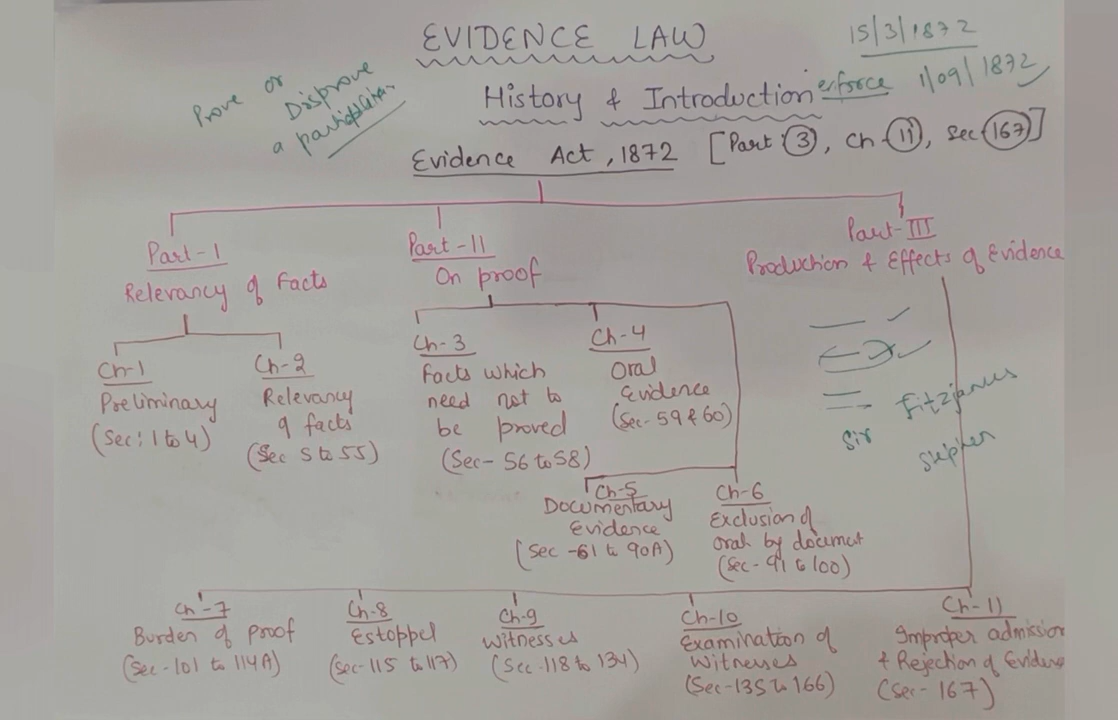 EVIDENCE LAW
15/3/1872
Prove or
Disprove
a particular
History & Introduction
enforce 1/09/1872
Evidence Act, 1872 [Part 3, Ch-11, Sec 167]
Part-1
Relevancy of Facts
Part-11
On proof
Part-III
Production & Effects of Evidence
Ch-1
Preliminary
(Sec: 1 to 4)
Ch-2
Relevancy
of facts
(Sec 5 to 55)
Ch-3
Facts which
need not to
be proved
(Sec- 56 to 58)
Ch-4
Oral
Evidence
(Sec- 59 & 60)
Sir Fitzjames
Stephen
Ch-5
Documentary
Evidence
(Sec -61 to 90A)
Ch-6
Exclusion of
oral by document
(Sec- 91 to 100)
Ch-7
Burden of Proof
(Sec-101 to 114A)
Ch-8
Estoppel
(Sec-115 to 117)
Ch-9
Witnesses
(Sec-118 to 134)
Ch-10
Examination of
Witnesses
(Sec-135 to 166)
Ch-11
Improper admission
& Rejection of Evidence
(Sec- 167)